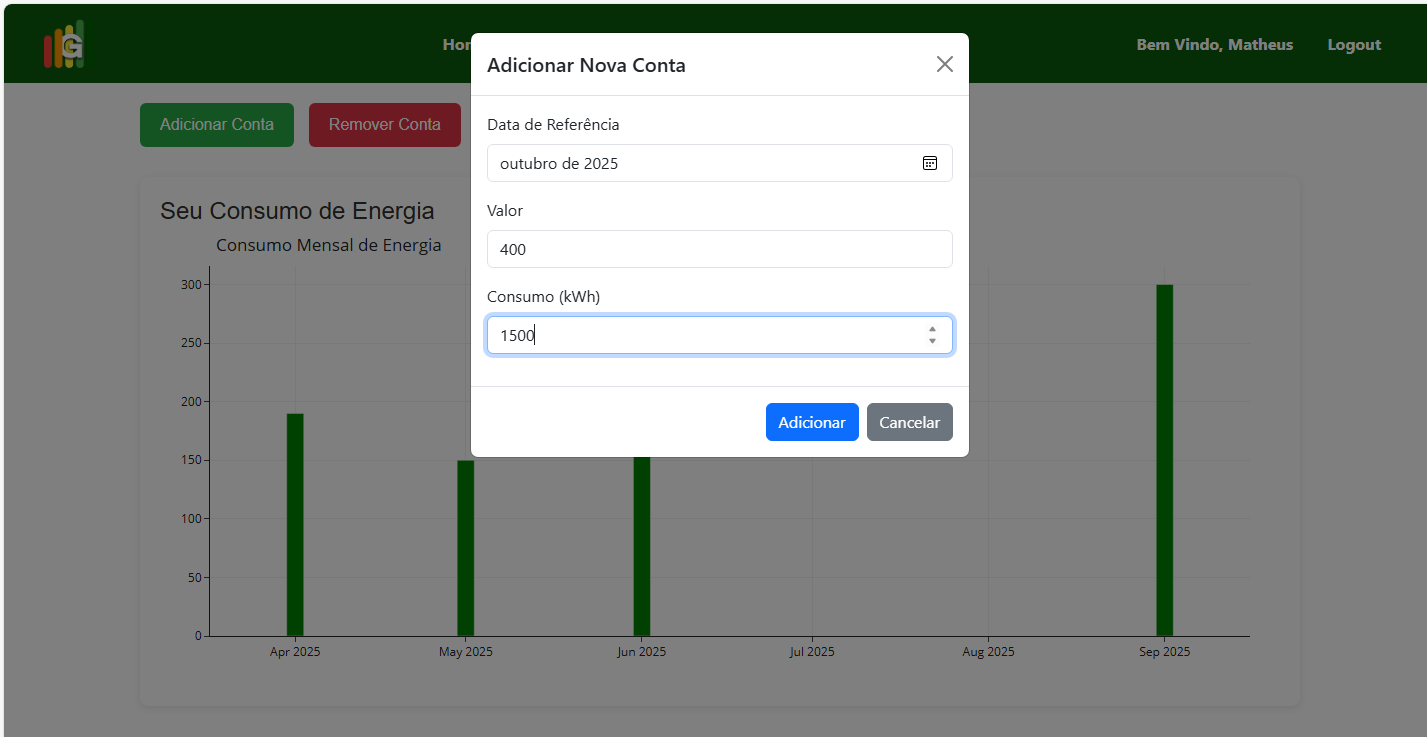 G
Hor
Bem Vindo, Matheus
Logout
Adicionar Conta
Remover Conta
Adicionar Nova Conta
Data de Referência
outubro de 2025
Valor
400
Consumo (kWh)
1500
Adicionar
Cancelar
Seu Consumo de Energia
Consumo Mensal de Energia
300
250
200
150
100
50
0
Apr 2025
May 2025
Jun 2025
Jul 2025
Aug 2025
Sep 2025